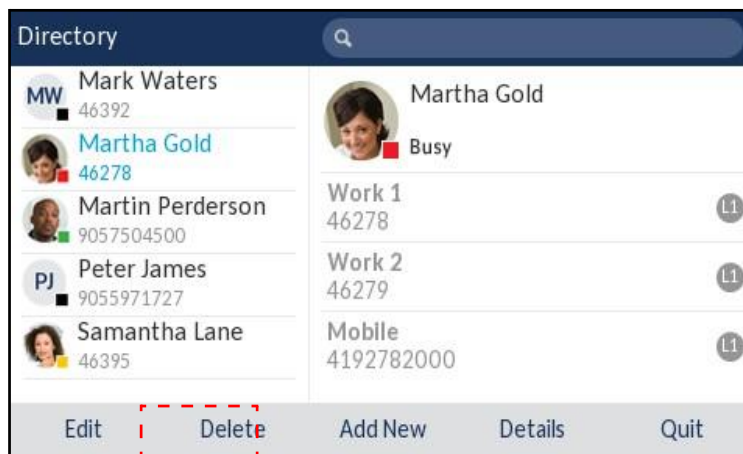 Directory
MW Mark Waters
46392
Martha Gold
46278
Martin Perderson
9057504500
PJ Peter James
9055971727
Samantha Lane
46395
Martha Gold
Busy
Work 1
46278 L1
Work 2
46279 L1
Mobile
4192782000 L1
Edit Delete Add New Details Quit